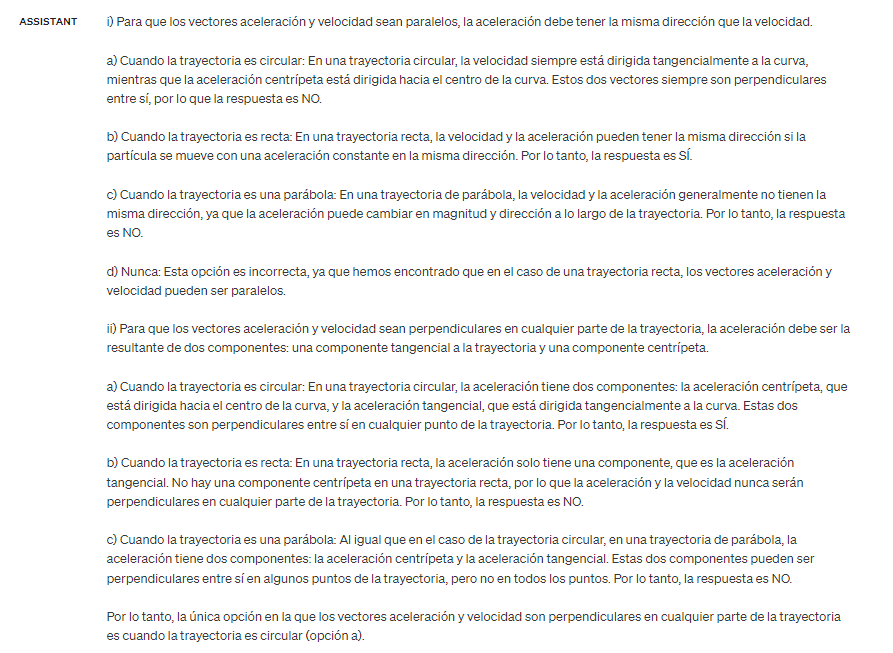 ASSISTANT
i) Para que los vectores aceleración y velocidad sean paralelos, la aceleración debe tener la misma dirección que la velocidad.
a) Cuando la trayectoria es circular: En una trayectoria circular, la velocidad siempre está dirigida tangencialmente a la curva,
mientras que la aceleración centrípeta está dirigida hacia el centro de la curva. Estos dos vectores siempre son perpendiculares
entre sí, por lo que la respuesta es NO.
b) Cuando la trayectoria es recta: En una trayectoria recta, la velocidad y la aceleración pueden tener la misma dirección si la
partícula se mueve con una aceleración constante en la misma dirección. Por lo tanto, la respuesta es SÍ.
c) Cuando la trayectoria es una parábola: En una trayectoria de parábola, la velocidad y la aceleración generalmente no tienen la
misma dirección, ya que la aceleración puede cambiar en magnitud y dirección a lo largo de la trayectoria. Por lo tanto, la respuesta
es NO.
d) Nunca: Esta opción es incorrecta, ya que hemos encontrado que en el caso de una trayectoria recta, los vectores aceleración y
velocidad pueden ser paralelos.
ii) Para que los vectores aceleración y velocidad sean perpendiculares en cualquier parte de la trayectoria, la aceleración debe ser la
resultante de dos componentes: una componente tangencial a la trayectoria y una componente centrípeta.
a) Cuando la trayectoria es circular: En una trayectoria circular, la aceleración tiene dos componentes: la aceleración centrípeta, que
está dirigida hacia el centro de la curva, y la aceleración tangencial, que está dirigida tangencialmente a la curva. Estas dos
componentes son perpendiculares entre sí en cualquier punto de la trayectoria. Por lo tanto, la respuesta es SÍ.
b) Cuando la trayectoria es recta: En una trayectoria recta, la aceleración solo tiene una componente, que es la aceleración
tangencial. No hay una componente centrípeta en una trayectoria recta, por lo que la aceleración y la velocidad nunca serán
perpendiculares en cualquier parte de la trayectoria. Por lo tanto, la respuesta es NO.
c) Cuando la trayectoria es una parábola: Al igual que en el caso de la trayectoria circular, en una trayectoria de parábola, la
aceleración tiene dos componentes: la aceleración centrípeta y la aceleración tangencial. Estas dos componentes pueden ser
perpendiculares entre sí en algunos puntos de la trayectoria, pero no en todos los puntos. Por lo tanto, la respuesta es NO.
Por lo tanto, la única opción en la que los vectores aceleración y velocidad son perpendiculares en cualquier parte de la trayectoria
es cuando la trayectoria es circular (opción a).